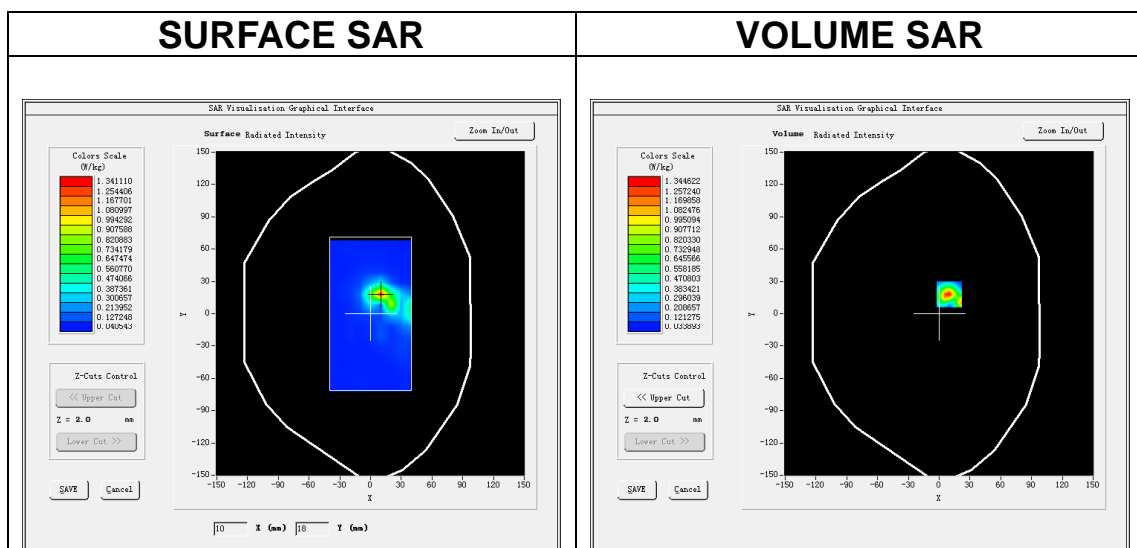 SURFACE SAR
VOLUME SAR
SAR Visualisation Graphical Interface
Surface Radiated Intensity
Zoom In/Out
Colors Scale
(W/kg)
1.341110
1.254406
1.167701
1.080997
0.994292
0.907588
0.820883
0.734179
0.647474
0.560770
0.474066
0.387361
0.300657
0.213952
0.127248
0.040543
Z-Cuts Control
<< Upper Cut
Z = 2.0 mm
Lower Cut >>
SAVE Cancel
150
120
90
60
30
0
-30
-60
-90
-120
-150
Y
-150 -120 -90 -60 -30 0 30 60 90 120 150
X
10 X (mm) 18 Y (mm)
SAR Visualisation Graphical Interface
Volume Radiated Intensity
Zoom In/Out
Colors Scale
(W/kg)
1.344622
1.257240
1.169858
1.082476
0.995094
0.907712
0.820330
0.732948
0.645566
0.558185
0.470803
0.383421
0.296039
0.208657
0.121275
0.033893
Z-Cuts Control
<< Upper Cut
Z = 2.0 mm
Lower Cut >>
SAVE Cancel
150
120
90
60
30
0
-30
-60
-90
-120
-150
Y
-150 -120 -90 -60 -30 0 30 60 90 120 150
X